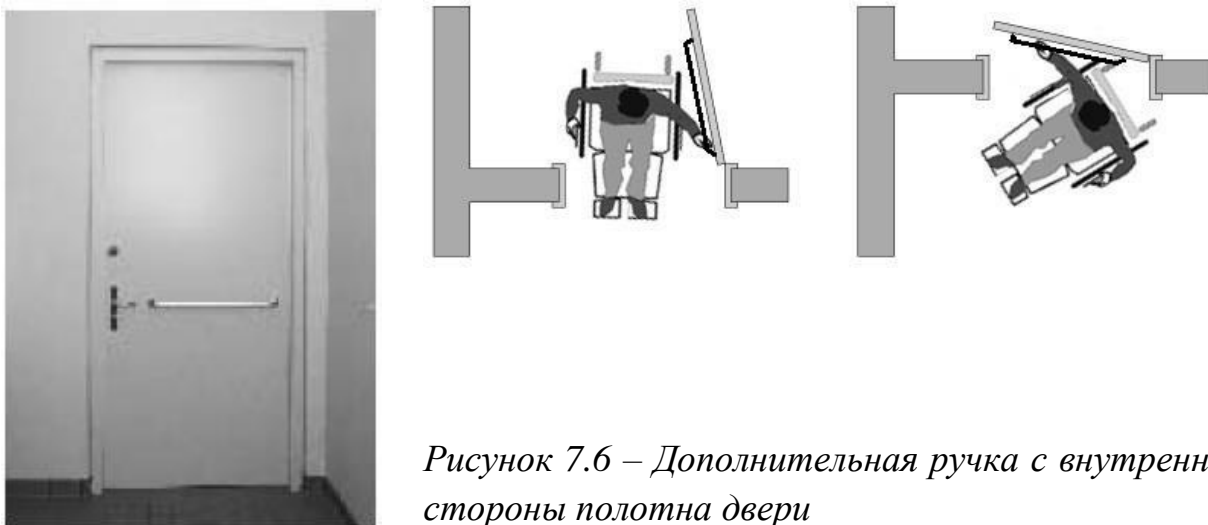 Рисунок 7.6 – Дополнительная ручка с внутренн
стороны полотна двери